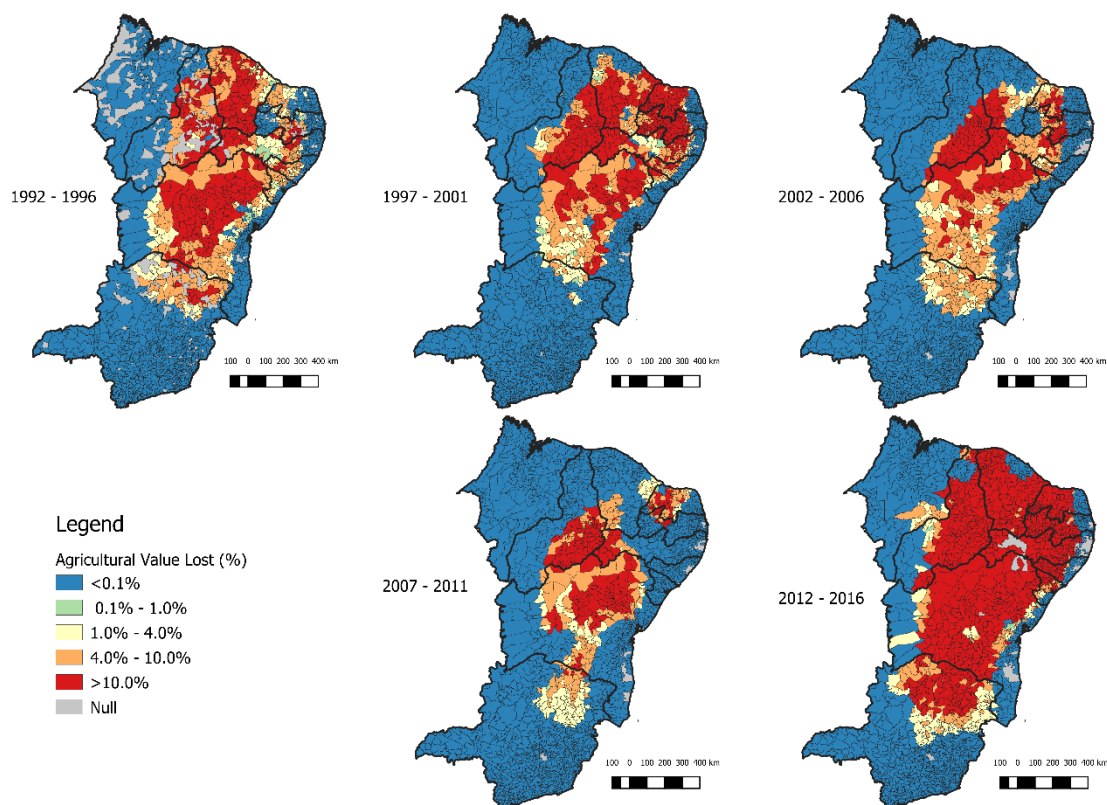 1992 - 1996
1997 - 2001
2002 - 2006
100 0 100 200 300 400 km
100 0 100 200 300 400 km
100 0 100 200 300 400 km
Legend
Agricultural Value Lost (%)
<0.1%
0.1% - 1.0%
1.0% - 4.0%
4.0% - 10.0%
>10.0%
Null
2007 - 2011
2012 - 2016
100 0 100 200 300 400 km
100 0 100 200 300 400 km